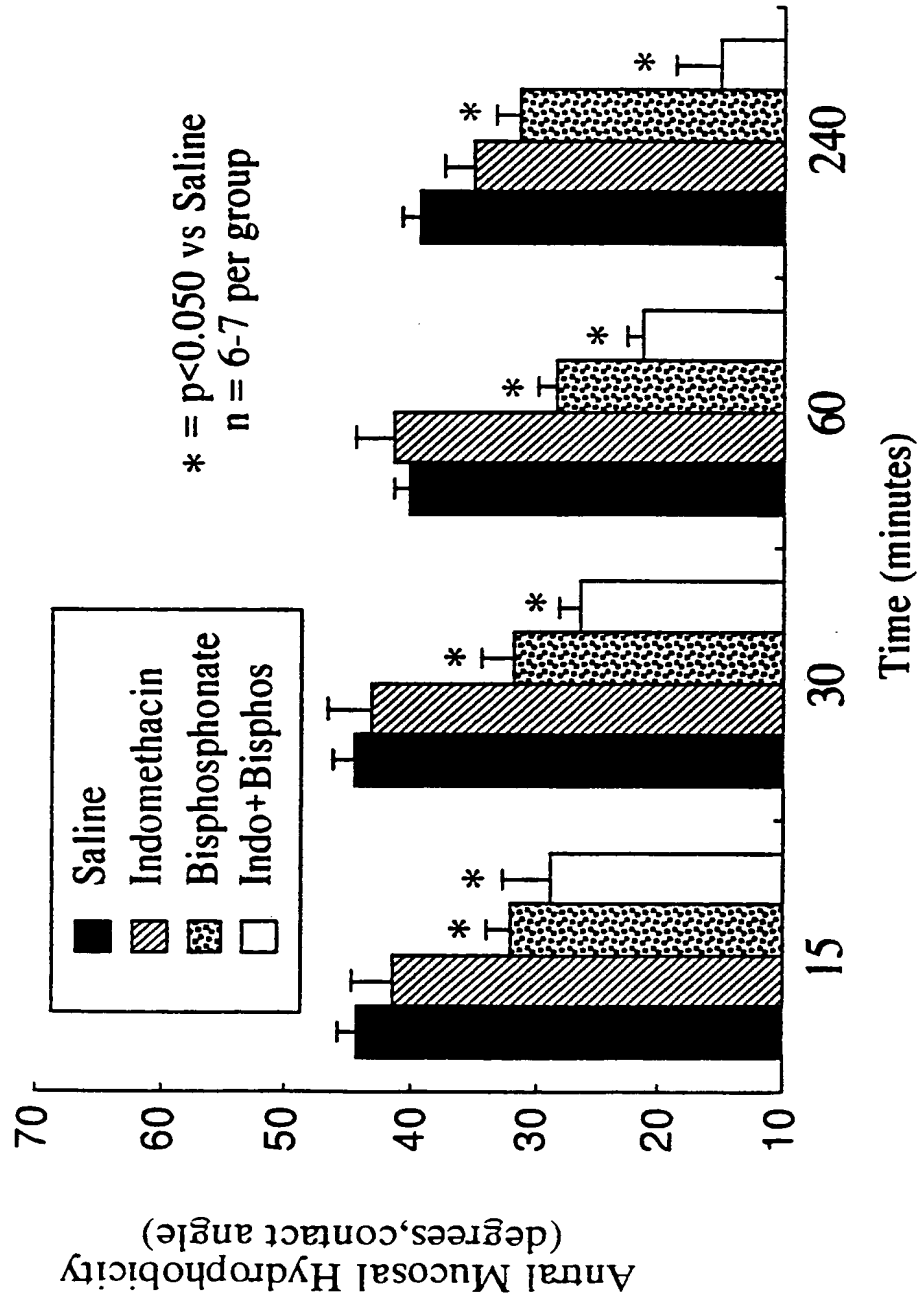 Saline
Indomethacin
Bisphosphonate
Indo+Bisphos
* = p<0.050 vs Saline
n = 6-7 per group
Antral Mucosal Hydrophobicity
(degrees,contact angle)
70
60
50
40
30
20
10
* *
* *
* *
* *
15 30 60 240
Time (minutes)